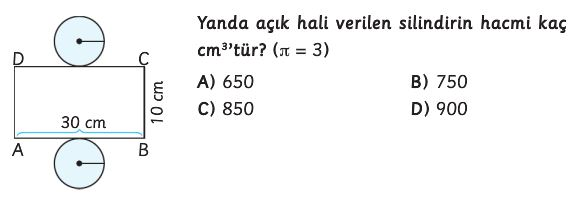 Yanda açık hali verilen silindirin hacmi kaç
cm³'tür? (π = 3)
A) 650
B) 750
C) 850
D) 900
D
C
30 cm
10 cm
A
B